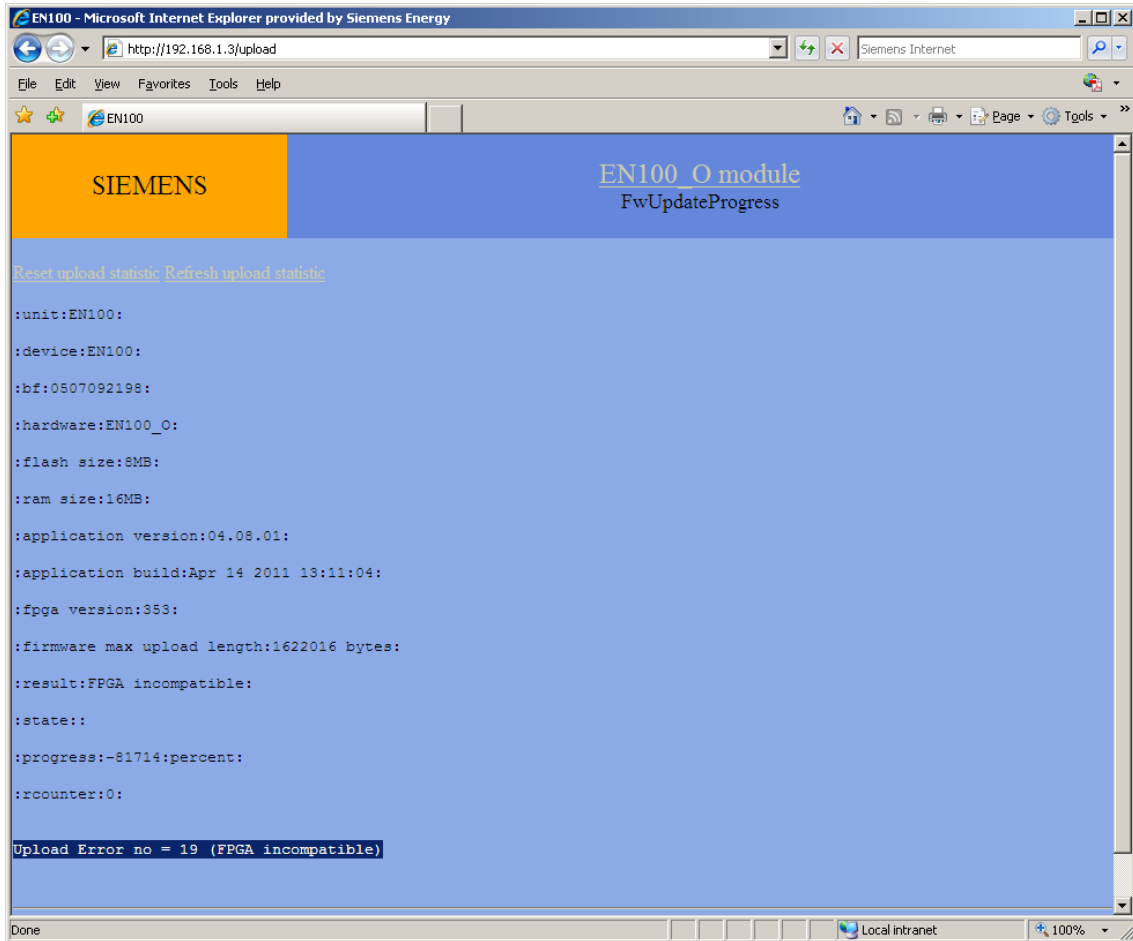 EN100 - Microsoft Internet Explorer provided by Siemens Energy
http://192.168.1.3/upload
Siemens Internet
File Edit View Favorites Tools Help
EN100
Page Tools
SIEMENS
EN100_O module
FwUpdateProgress
Reset upload statistic Refresh upload statistic
:unit:EN100:
:device:EN100:
:bf:0507092198:
:hardware:EN100_O:
:flash size:8MB:
:ram size:16MB:
:application version:04.08.01:
:application build:Apr 14 2011 13:11:04:
:fpga version:353:
:firmware max upload length:1622016 bytes:
:result:FPGA incompatible:
:state::
:progress:-81714:percent:
:rcounter:0:
Upload Error no = 19 (FPGA incompatible)
Done
Local intranet
100%